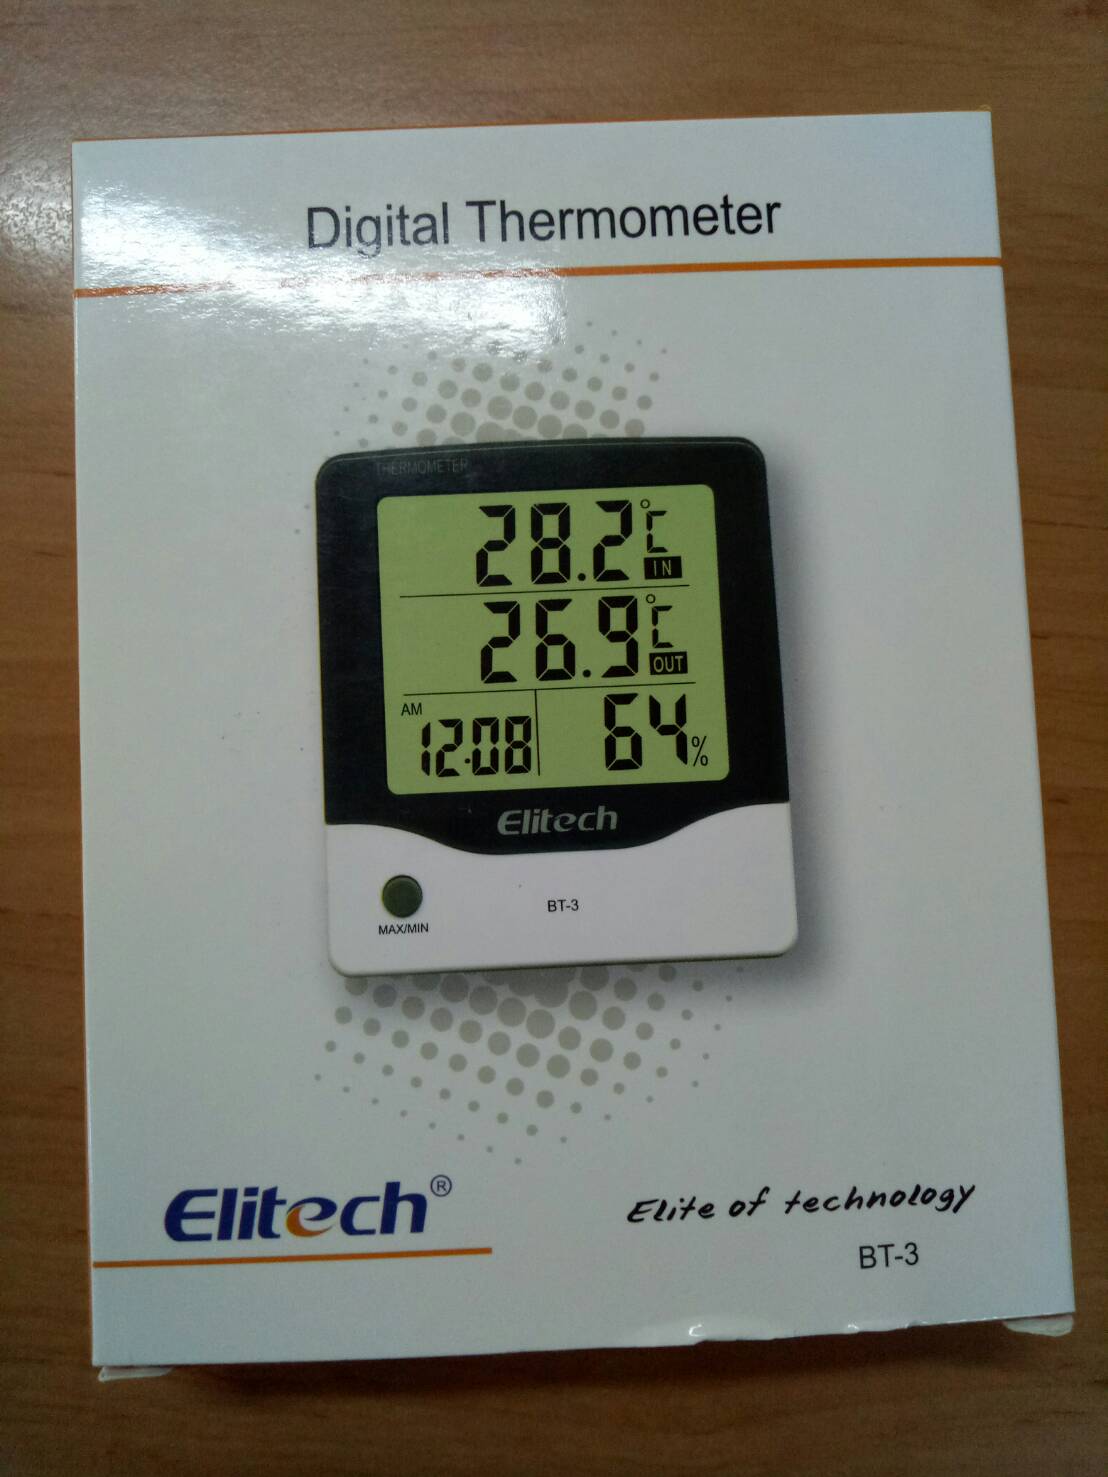 Digital Thermometer
THERMOMETER
28.2°C
IN
26.9°C
OUT
AM
12:08
64%
Elitech
BT-3
MAX/MIN
Elitech®
Elite of technology
BT-3